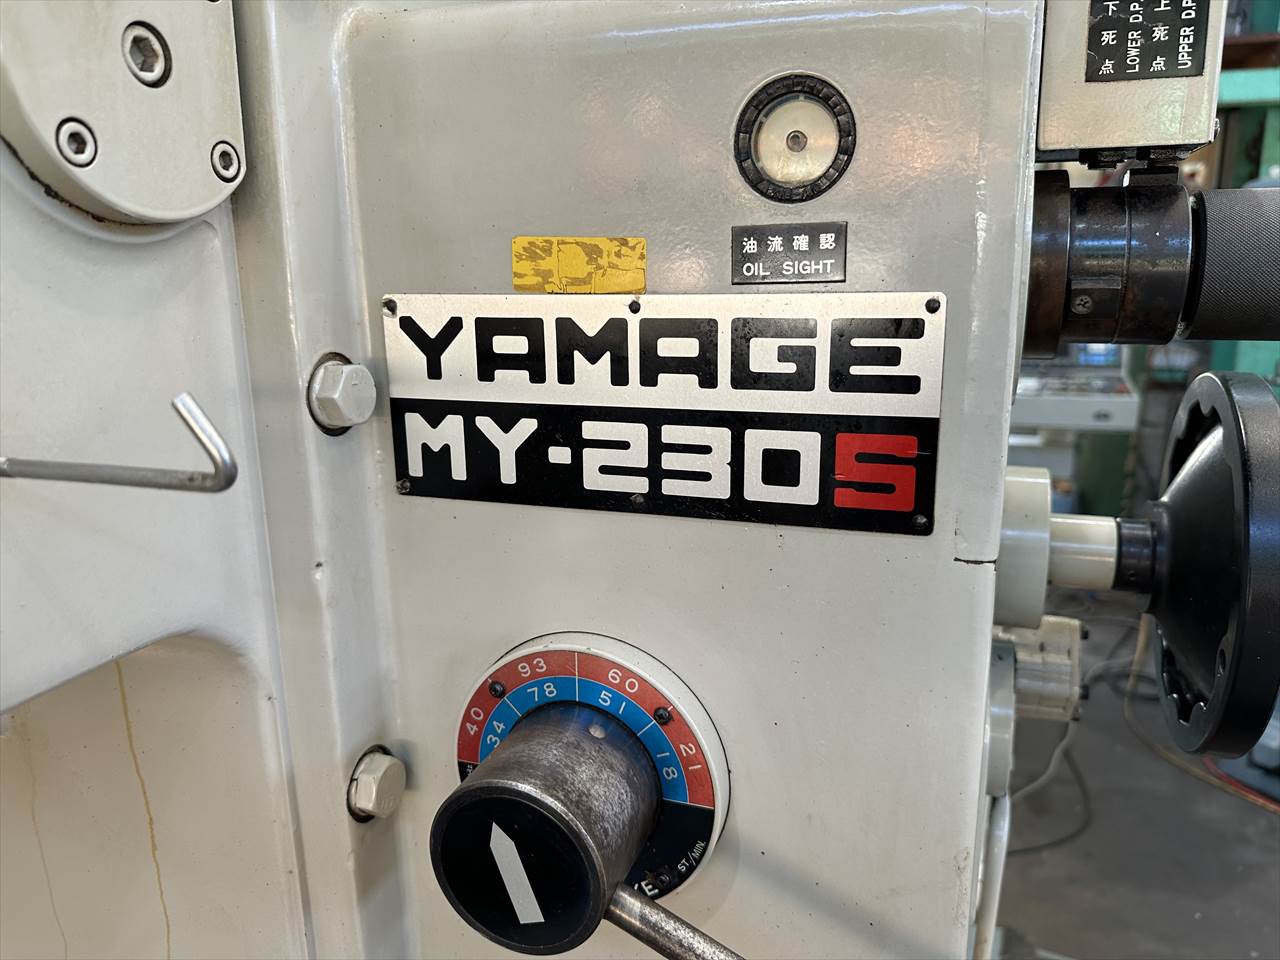 下死点
LOWER D.P.
上死点
UPPER D.P.
油流確認
OIL SIGHT
YAMAGE
MY-230S
40 93 60 21
34 78 51 18
ST/MIN.